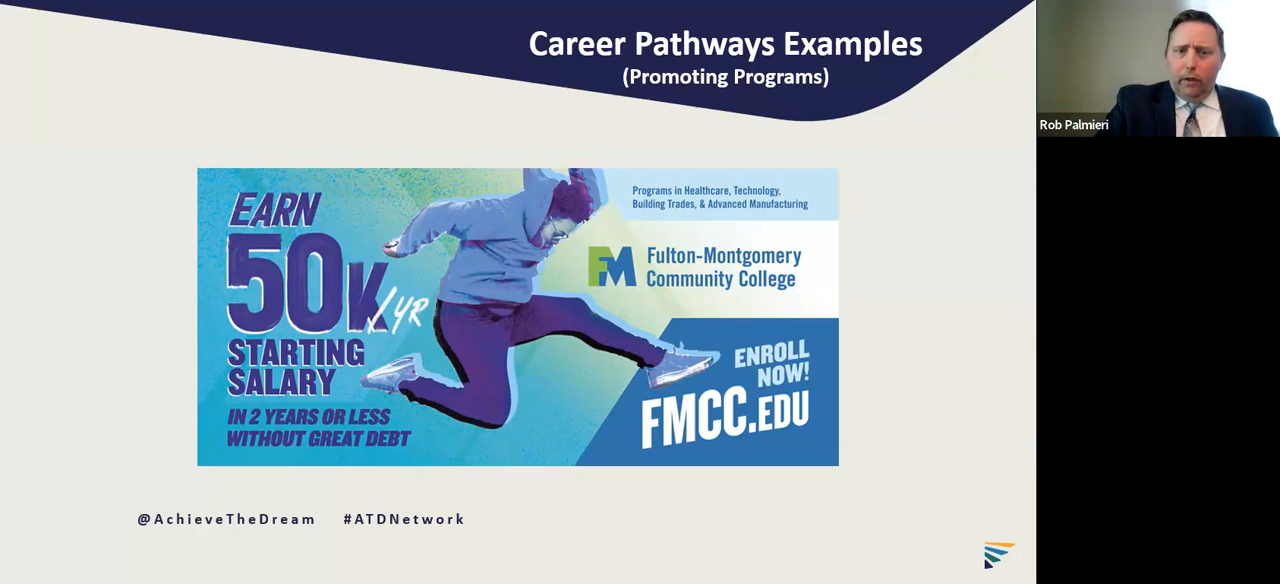 Career Pathways Examples
(Promoting Programs)
Rob Palmieri
EARN
50K/YR
STARTING
SALARY
IN 2 YEARS OR LESS
WITHOUT GREAT DEBT
Programs in Healthcare, Technology,
Building Trades, & Advanced Manufacturing
FM
Fulton-Montgomery
Community College
ENROLL
NOW!
FMCC.EDU
@AchieveTheDream #ATDNetwork